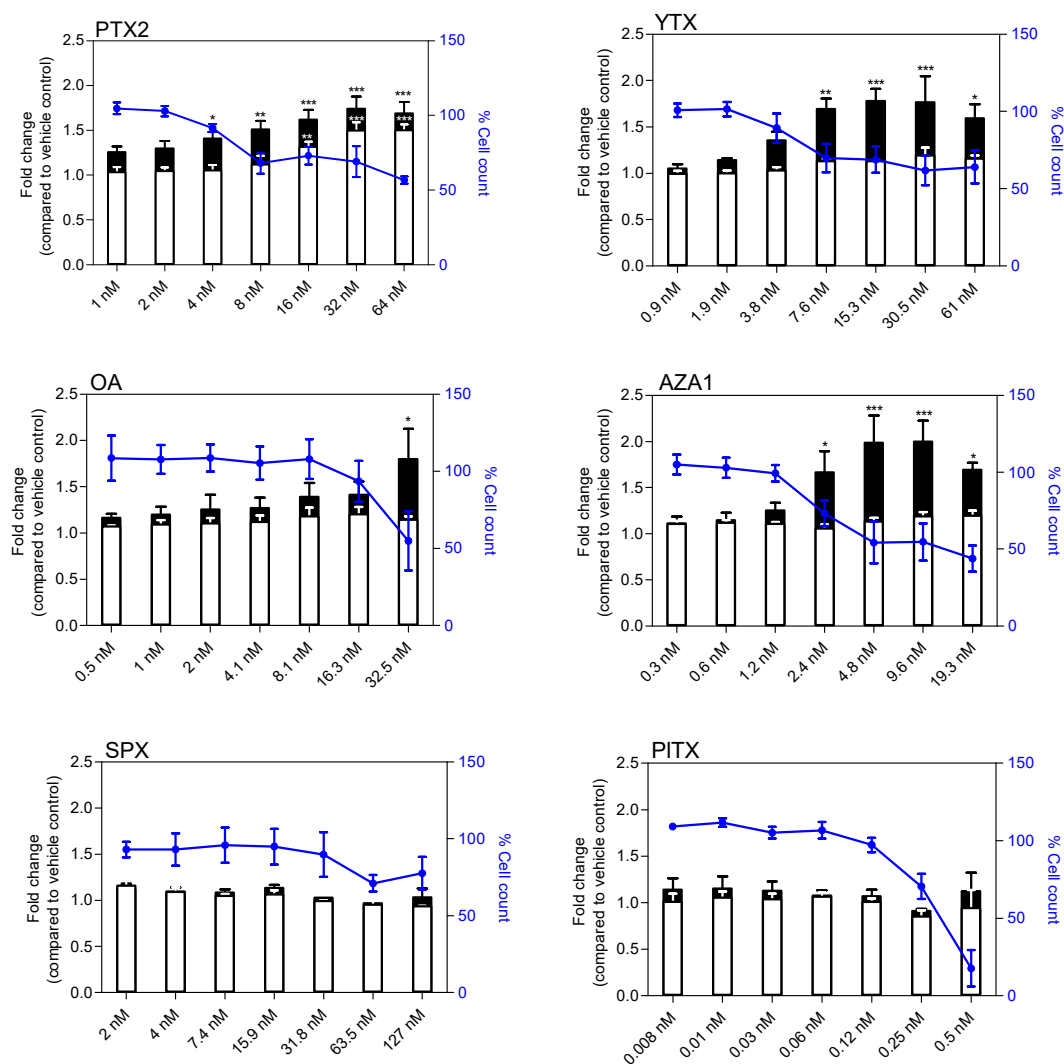 PTX2
Fold change
(compared to vehicle control)
2.5
2.0
1.5
1.0
0.5
0.0
*
**
***
***
***
**
***
***
150
100
50
0
% Cell count
1 nM
2 nM
4 nM
8 nM
16 nM
32 nM
64 nM
YTX
Fold change
(compared to vehicle control)
2.5
2.0
1.5
1.0
0.5
0.0
**
***
***
*
150
100
50
0
% Cell count
0.9 nM
1.9 nM
3.8 nM
7.6 nM
15.3 nM
30.5 nM
61 nM
OA
Fold change
(compared to vehicle control)
2.5
2.0
1.5
1.0
0.5
0.0
*
150
100
50
0
% Cell count
0.5 nM
1 nM
2 nM
4.1 nM
8.1 nM
16.3 nM
32.5 nM
AZA1
Fold change
(compared to vehicle control)
2.5
2.0
1.5
1.0
0.5
0.0
*
***
***
*
150
100
50
0
% Cell count
0.3 nM
0.6 nM
1.2 nM
2.4 nM
4.8 nM
9.6 nM
19.3 nM
SPX
Fold change
(compared to vehicle control)
2.5
2.0
1.5
1.0
0.5
0.0
150
100
50
0
% Cell count
2 nM
4 nM
7.4 nM
15.9 nM
31.8 nM
63.5 nM
127 nM
PlTX
Fold change
(compared to vehicle control)
2.5
2.0
1.5
1.0
0.5
0.0
150
100
50
0
% Cell count
0.008 nM
0.01 nM
0.03 nM
0.06 nM
0.12 nM
0.25 nM
0.5 nM